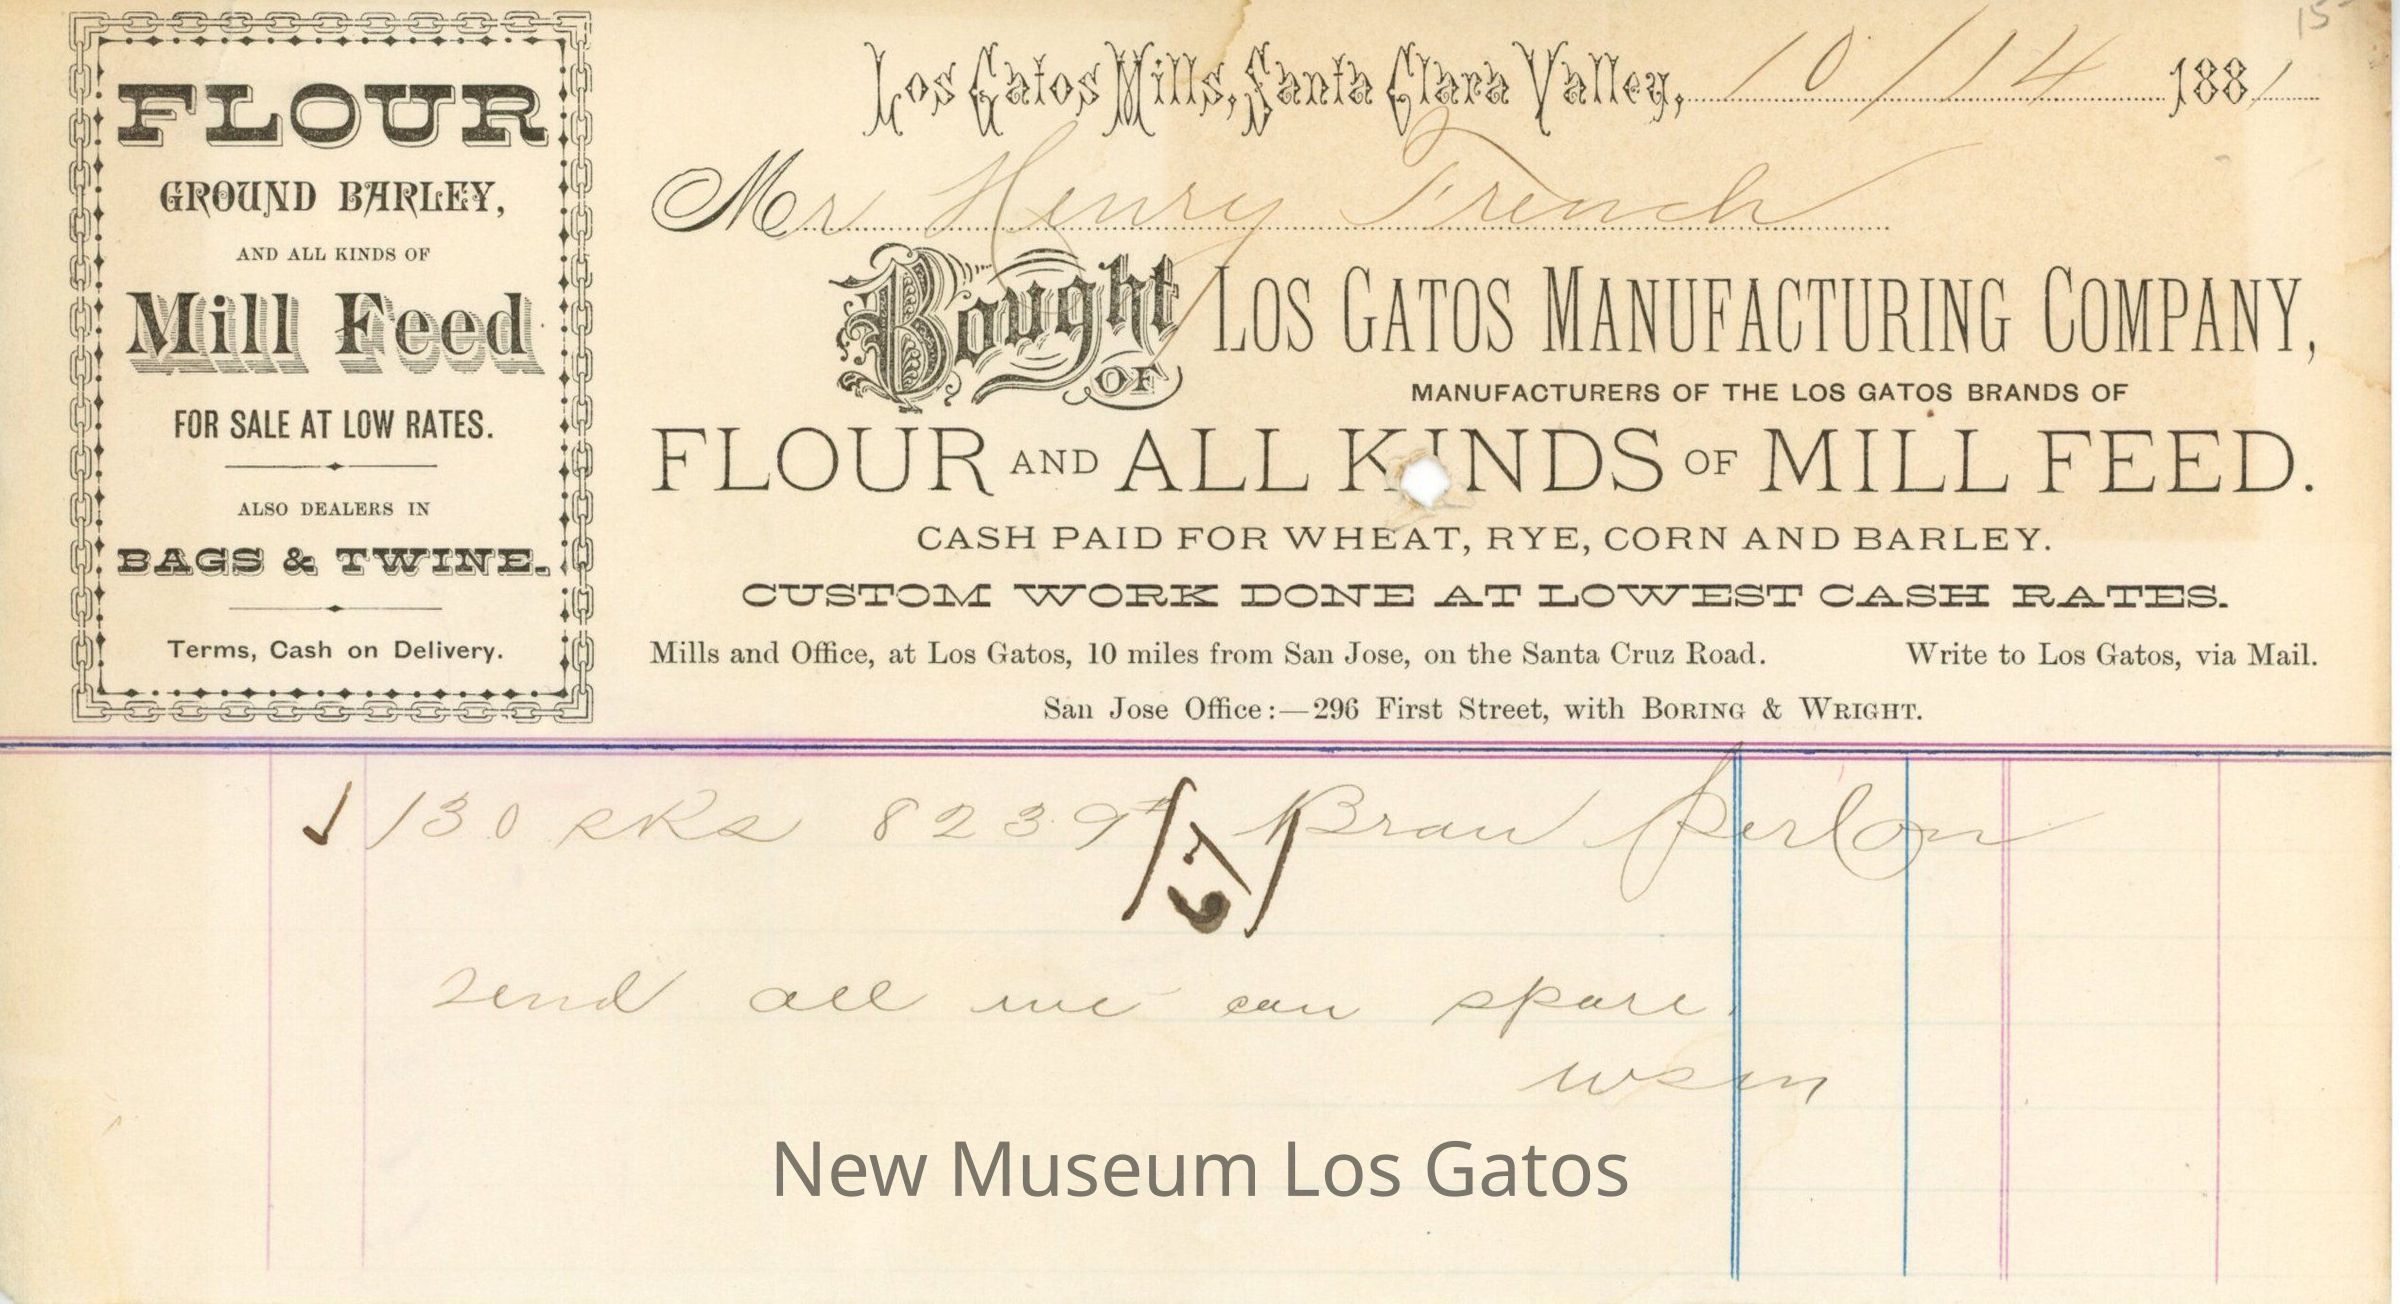 FLOUR
GROUND BARLEY,
AND ALL KINDS OF
Mill Feed
FOR SALE AT LOW RATES.
ALSO DEALERS IN
BAGS & TWINE.
Terms, Cash on Delivery.
15
Los Gatos Mills, Santa Clara Valley, 10/14 1881
Mr Henry French
Bought OF LOS GATOS MANUFACTURING COMPANY,
MANUFACTURERS OF THE LOS GATOS BRANDS OF
FLOUR AND ALL KINDS OF MILL FEED.
CASH PAID FOR WHEAT, RYE, CORN AND BARLEY.
CUSTOM WORK DONE AT LOWEST CASH RATES.
Mills and Office, at Los Gatos, 10 miles from San Jose, on the Santa Cruz Road. Write to Los Gatos, via Mail.
San Jose Office:—296 First Street, with BORING & WRIGHT.
130 sks 8239 # Bran
send all we can spare.
wsm
New Museum Los Gatos